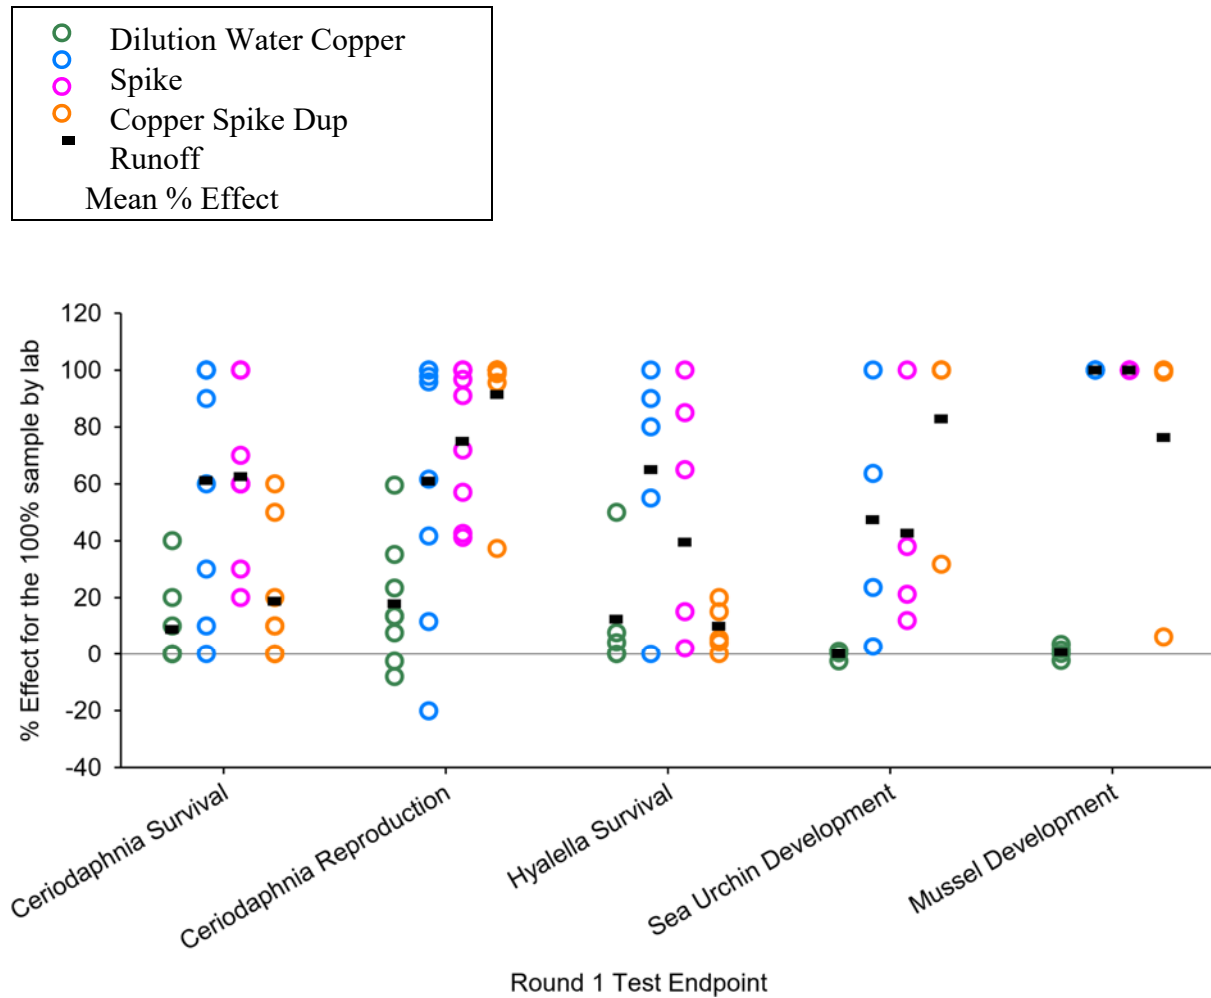 Dilution Water Copper
Spike
Copper Spike Dup
Runoff
Mean % Effect
120
100
80
60
40
20
0
-20
-40
% Effect for the 100% sample by lab
Ceriodaphnia Survival
Ceriodaphnia Reproduction
Hyalella Survival
Sea Urchin Development
Mussel Development
Round 1 Test Endpoint